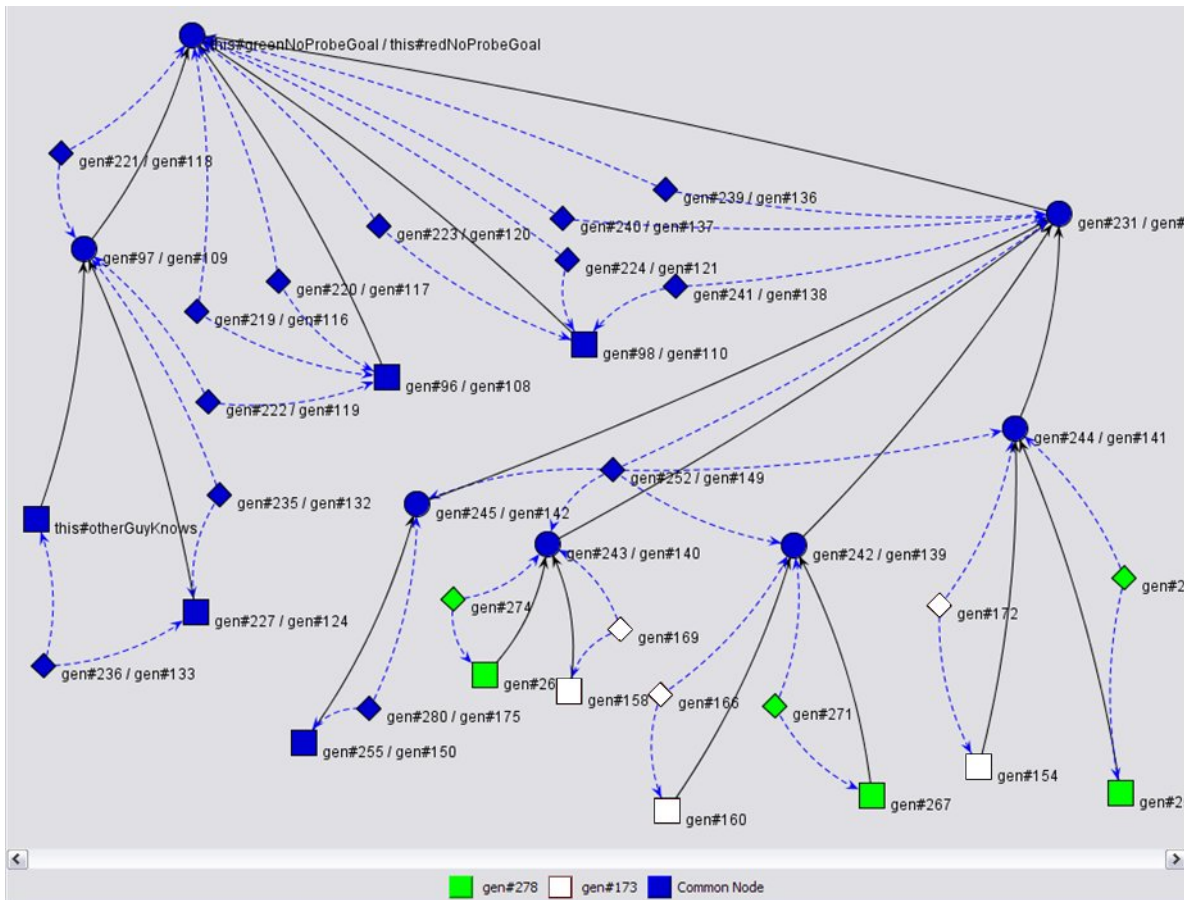 this#greenNoProbeGoal / this#redNoProbeGoal
gen#221 / gen#118
gen#239 / gen#136
gen#240 / gen#137
gen#231 / gen#
gen#223 / gen#120
gen#97 / gen#109
gen#224 / gen#121
gen#220 / gen#117
gen#241 / gen#138
gen#219 / gen#116
gen#98 / gen#110
gen#96 / gen#108
gen#222 / gen#119
gen#244 / gen#141
gen#252 / gen#149
gen#235 / gen#132
gen#245 / gen#142
this#otherGuyKnows
gen#243 / gen#140
gen#242 / gen#139
gen#2
gen#274
gen#172
gen#227 / gen#124
gen#169
gen#236 / gen#133
gen#26
gen#158
gen#166
gen#271
gen#280 / gen#175
gen#255 / gen#150
gen#154
gen#267
gen#2
gen#160
gen#278 gen#173 Common Node